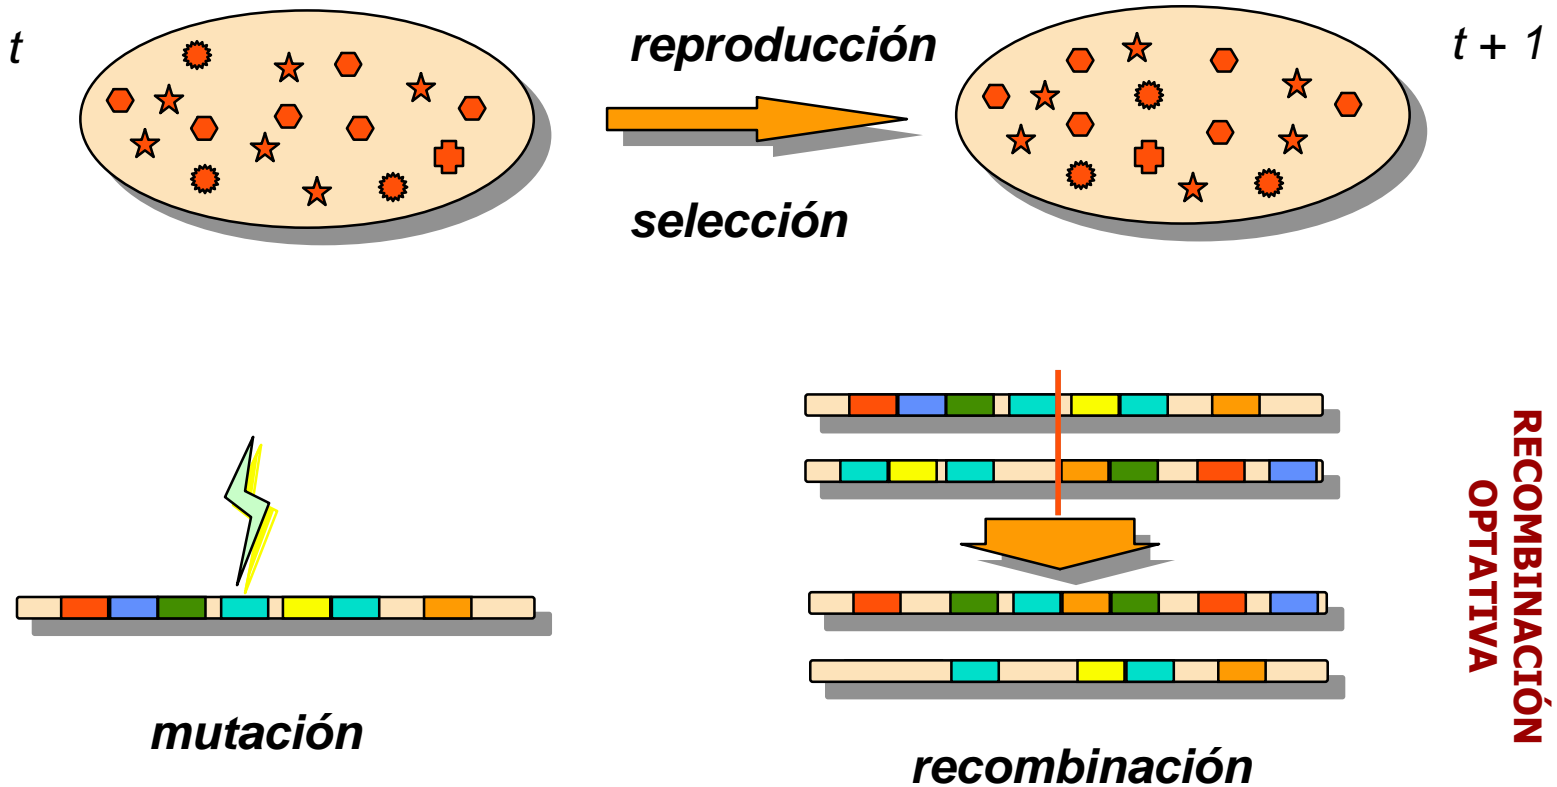 t
reproducción
t + 1
selección
mutación
recombinación
RECOMBINACIÓN
OPTATIVA